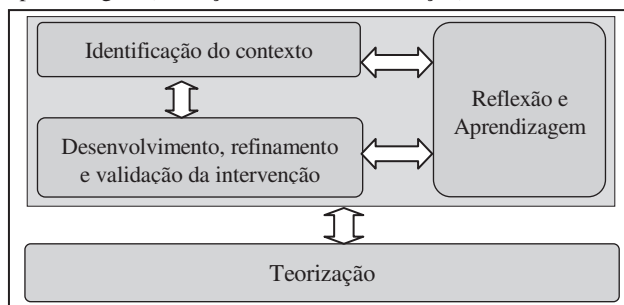 Identificação do contexto
Desenvolvimento, refinamento
e validação da intervenção
Reflexão e
Aprendizagem
Teorização